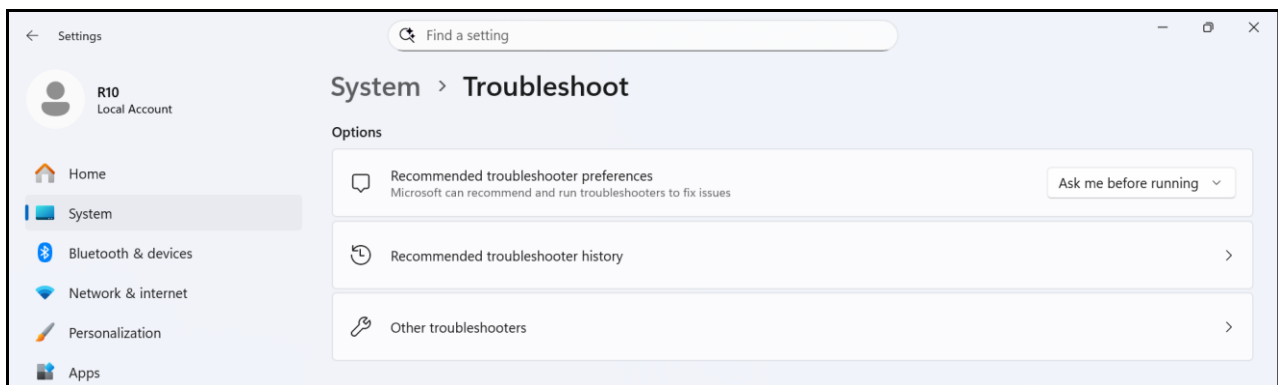 Settings
Find a setting
R10
Local Account
Home
System
Bluetooth & devices
Network & internet
Personalization
Apps
System > Troubleshoot
Options
Recommended troubleshooter preferences
Microsoft can recommend and run troubleshooters to fix issues
Ask me before running
Recommended troubleshooter history
Other troubleshooters